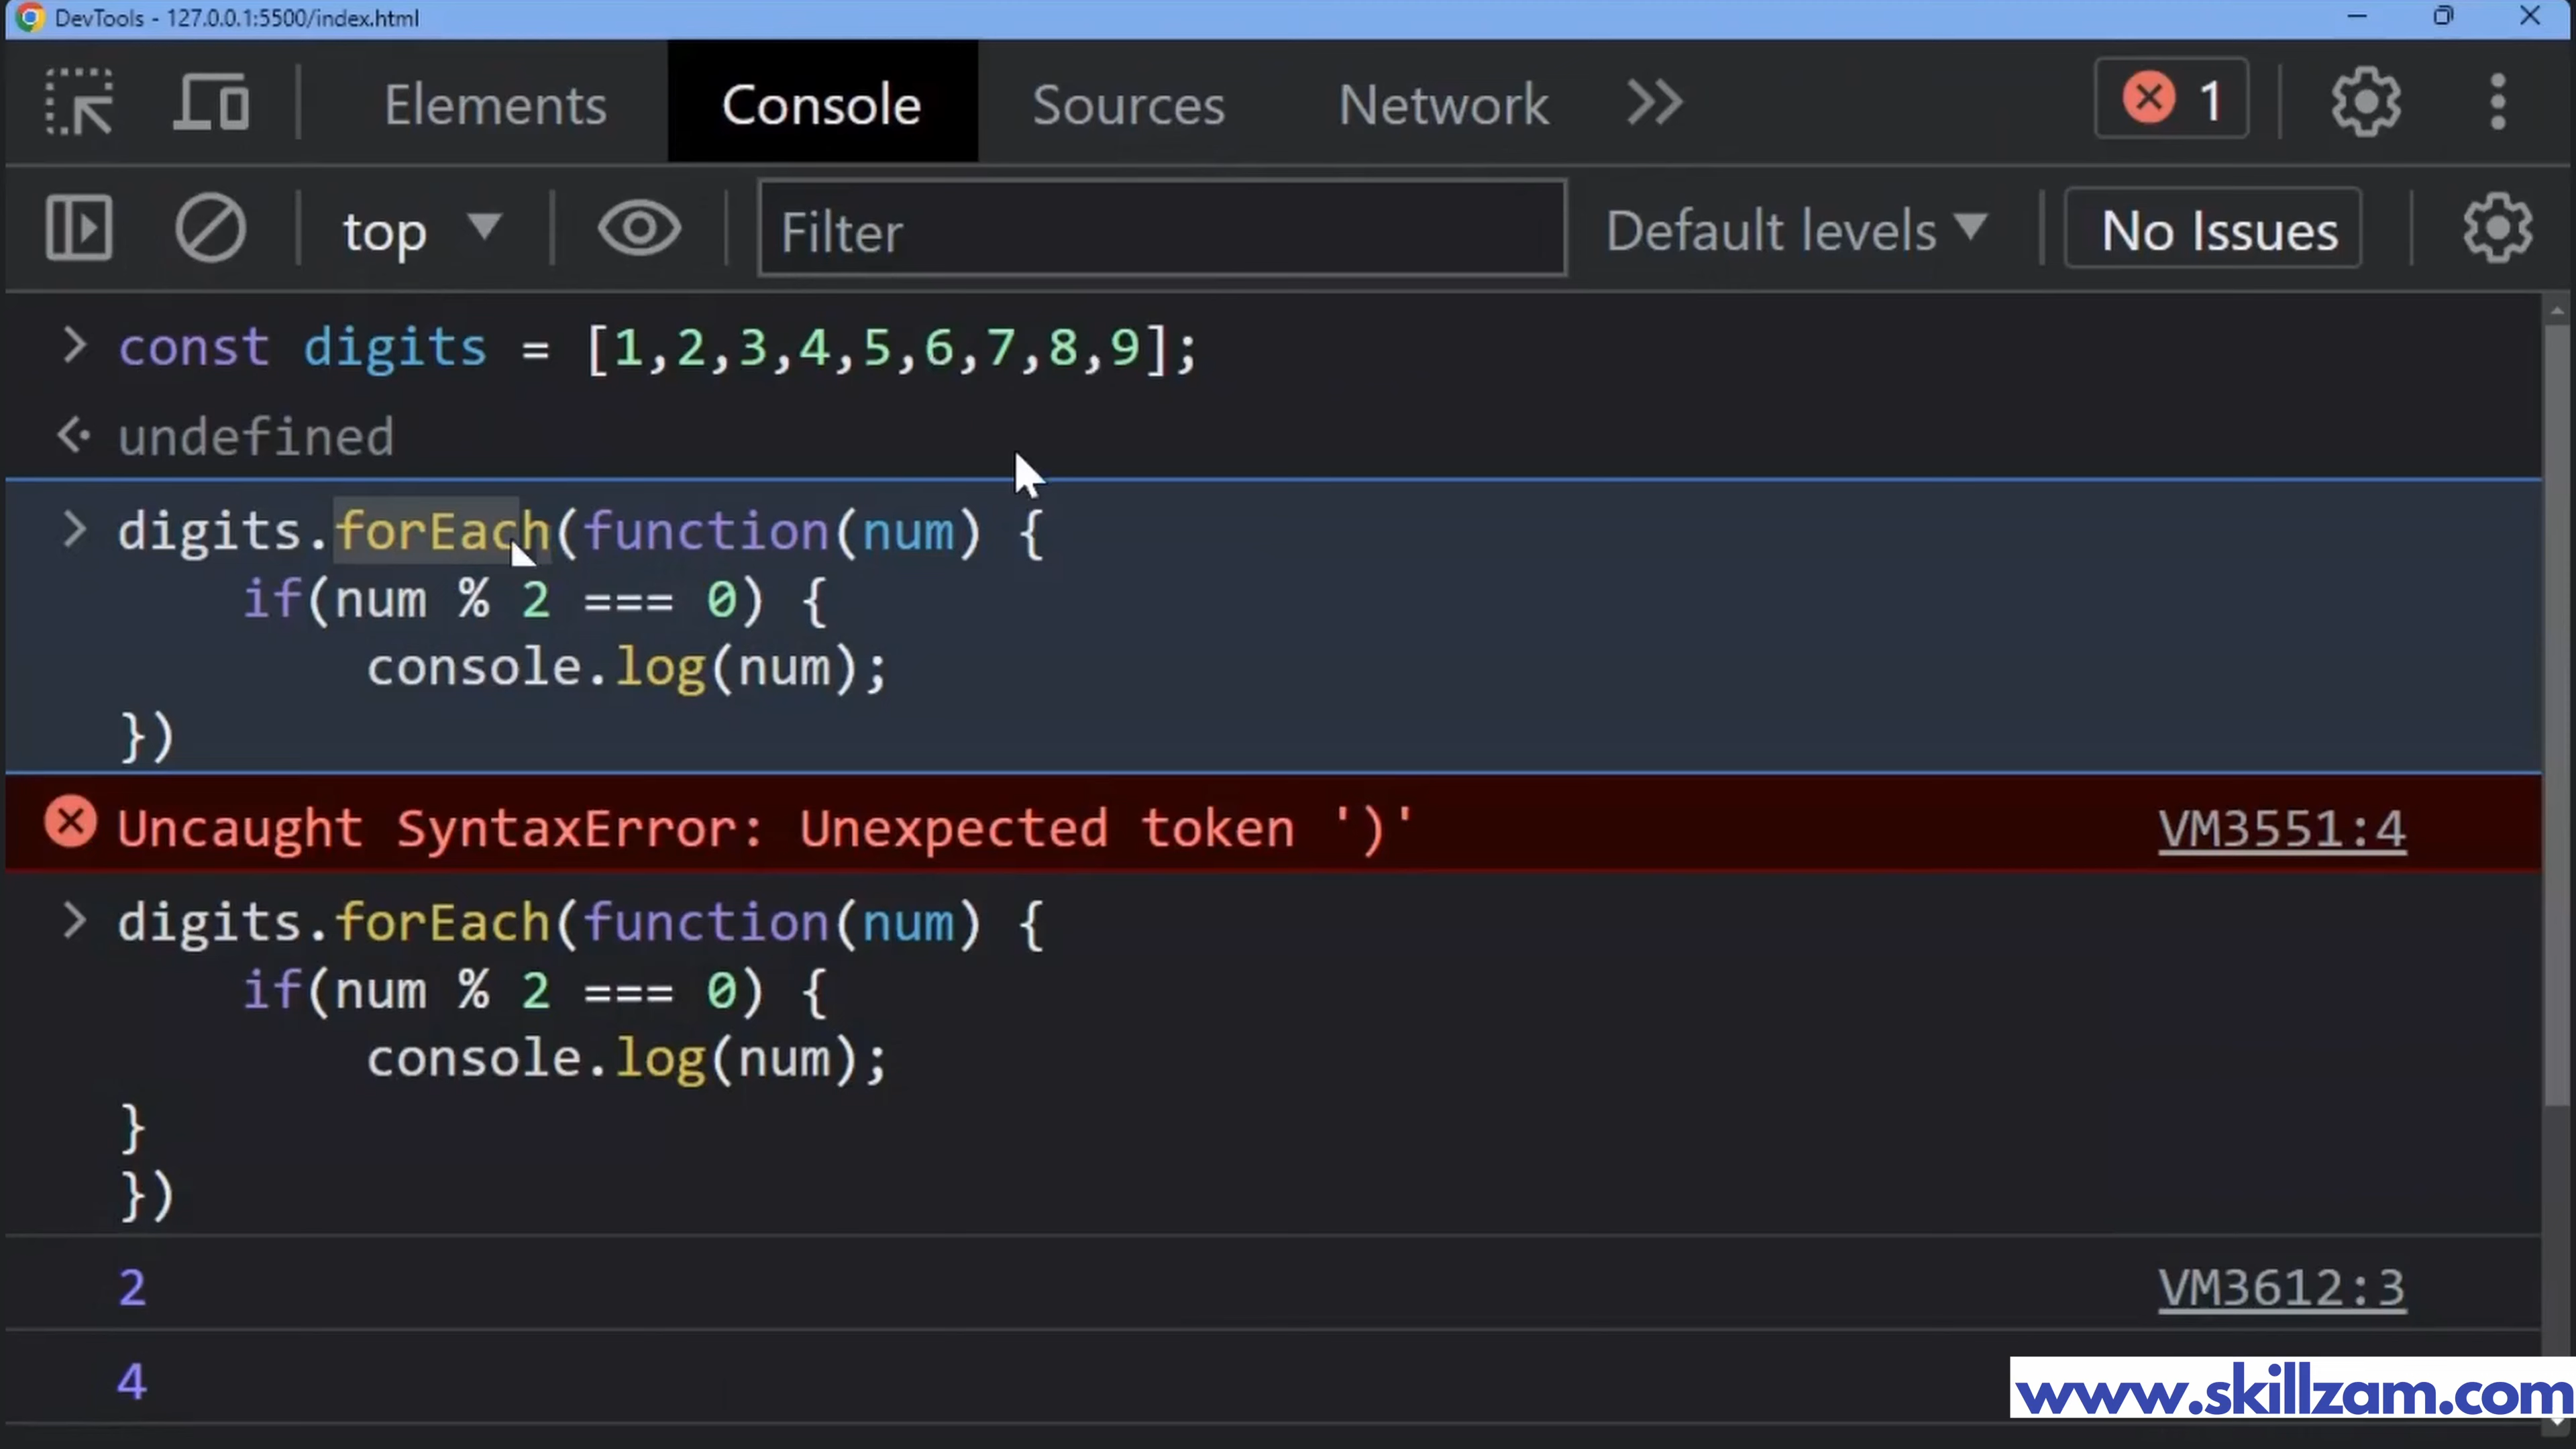 DevTools - 127.0.0.1:5500/index.html
Elements Console Sources Network 1
top Filter Default levels No Issues
const digits = [1,2,3,4,5,6,7,8,9];
undefined
digits.forEach(function(num) {
if(num % 2 === 0) {
console.log(num);
})
Uncaught SyntaxError: Unexpected token ')' VM3551:4
digits.forEach(function(num) {
if(num % 2 === 0) {
console.log(num);
}
})
2 VM3612:3
4
www.skillzam.com